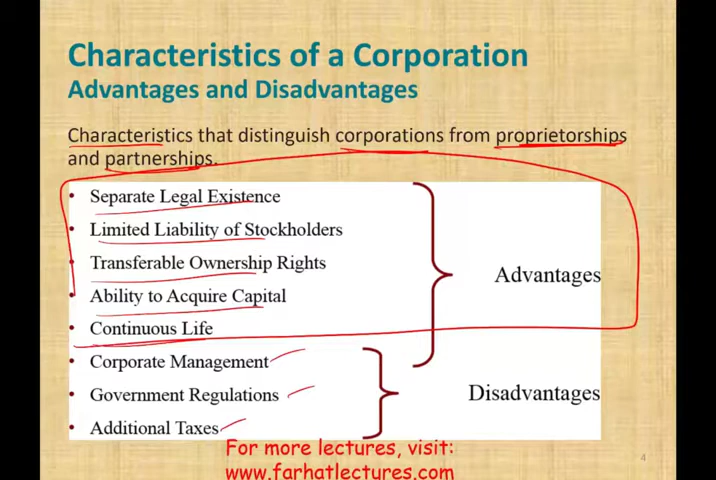 Characteristics of a Corporation
Advantages and Disadvantages
Characteristics that distinguish corporations from proprietorships
and partnerships.
• Separate Legal Existence
• Limited Liability of Stockholders
• Transferable Ownership Rights
• Ability to Acquire Capital
• Continuous Life
Advantages
• Corporate Management
• Government Regulations
• Additional Taxes
Disadvantages
For more lectures, visit:
www.farhatlectures.com
4